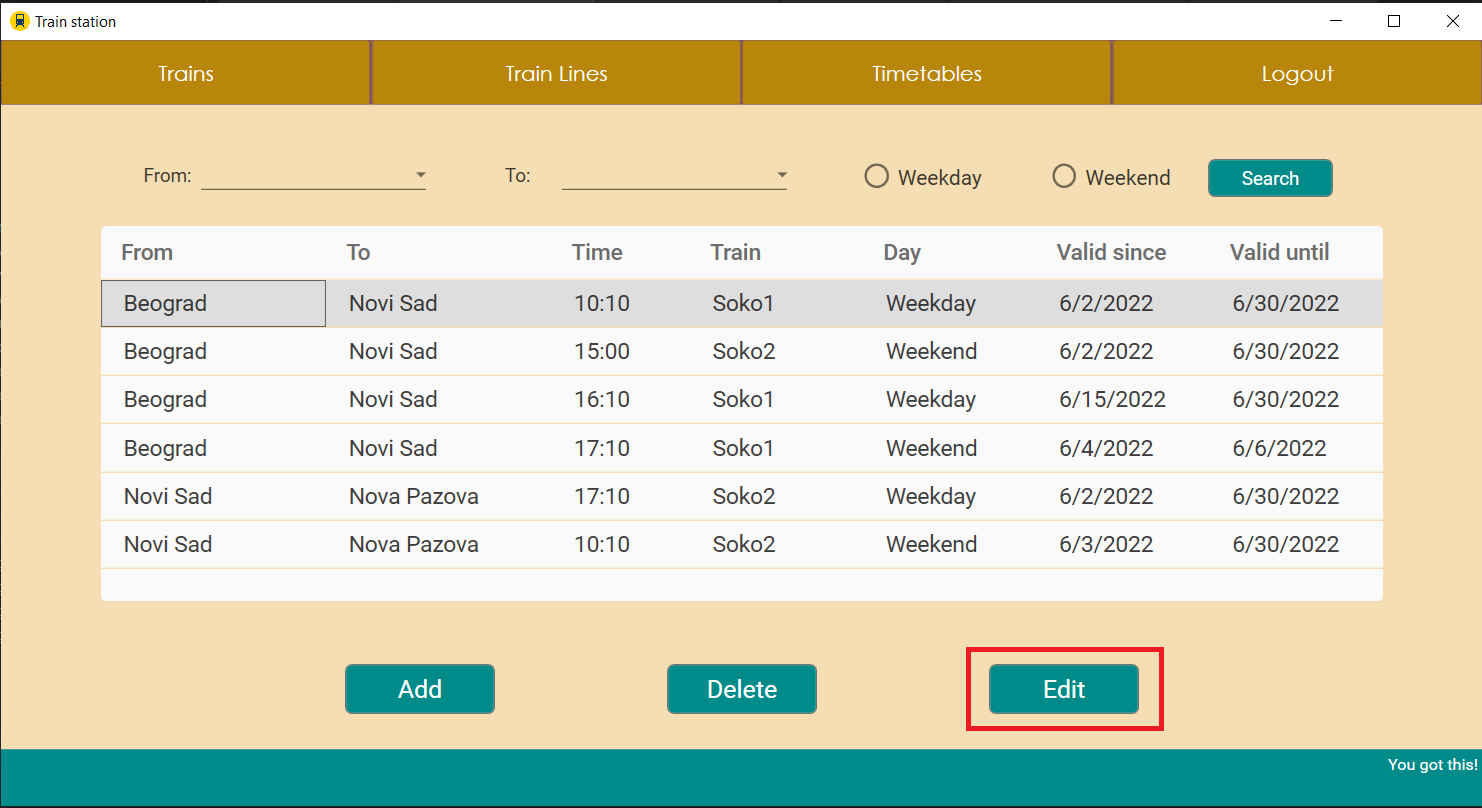 Train station
Trains Train Lines Timetables Logout
From: To: Weekday Weekend Search
From To Time Train Day Valid since Valid until
Beograd Novi Sad 10:10 Soko1 Weekday 6/2/2022 6/30/2022
Beograd Novi Sad 15:00 Soko2 Weekend 6/2/2022 6/30/2022
Beograd Novi Sad 16:10 Soko1 Weekday 6/15/2022 6/30/2022
Beograd Novi Sad 17:10 Soko1 Weekend 6/4/2022 6/6/2022
Novi Sad Nova Pazova 17:10 Soko2 Weekday 6/2/2022 6/30/2022
Novi Sad Nova Pazova 10:10 Soko2 Weekend 6/3/2022 6/30/2022
Add Delete Edit
You got this!